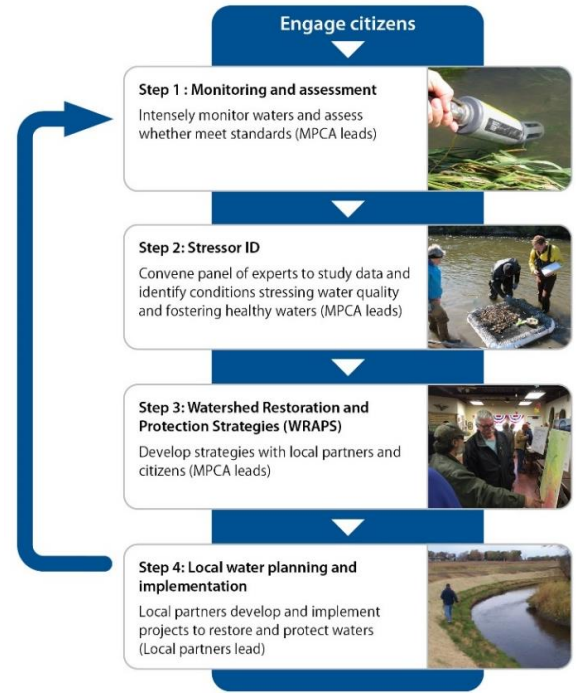 Engage citizens
Step 1 : Monitoring and assessment
Intensely monitor waters and assess
whether meet standards (MPCA leads)
Step 2: Stressor ID
Convene panel of experts to study data and
identify conditions stressing water quality
and fostering healthy waters (MPCA leads)
Step 3: Watershed Restoration and
Protection Strategies (WRAPS)
Develop strategies with local partners and
citizens (MPCA leads)
Step 4: Local water planning and
implementation
Local partners develop and implement
projects to restore and protect waters
(Local partners lead)